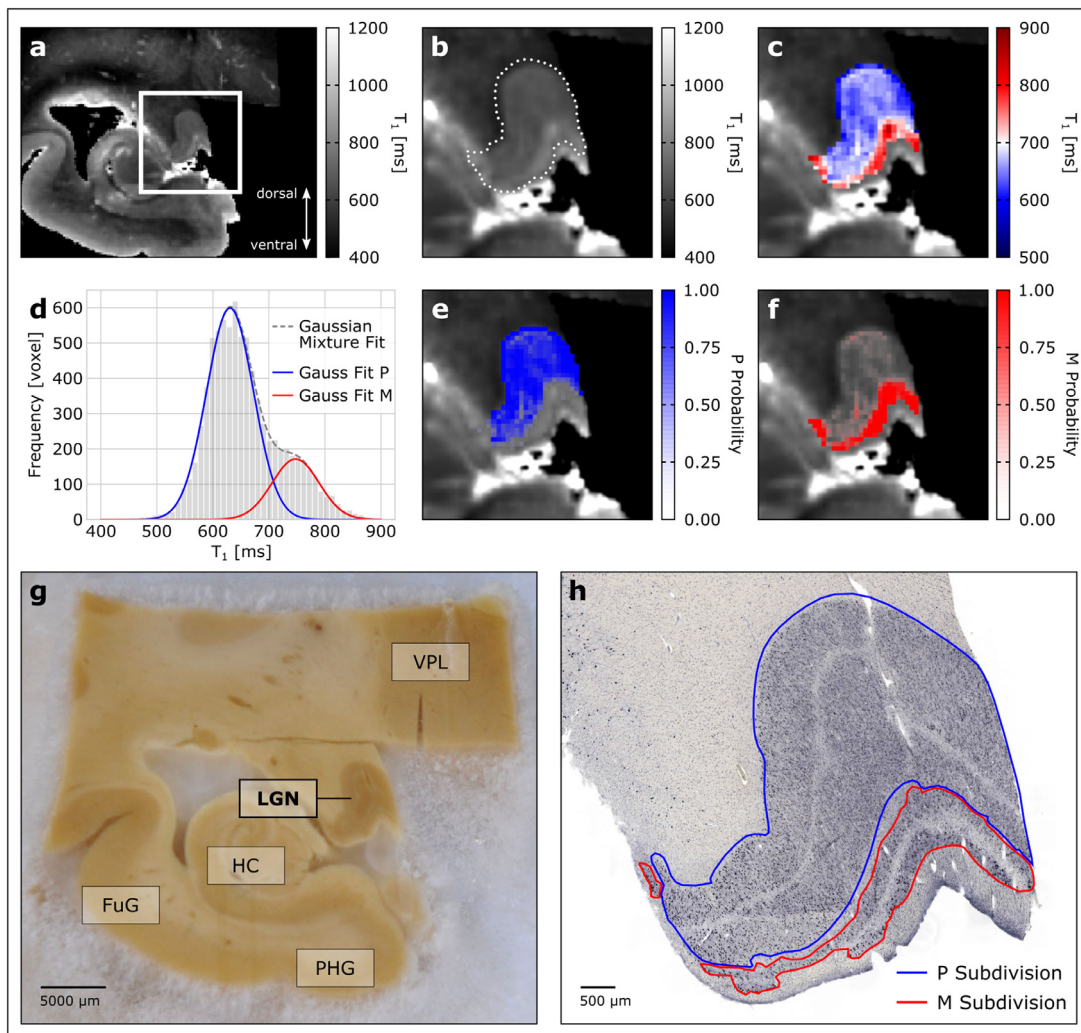 a
dorsal
ventral
1200
1000
800
600
400
T1 [ms]
b
1200
1000
800
600
400
T1 [ms]
c
900
800
700
600
500
T1 [ms]
d
Frequency [voxel]
600
500
400
300
200
100
0
400 500 600 700 800 900
T1 [ms]
Gaussian
Mixture Fit
Gauss Fit P
Gauss Fit M
e
1.00
0.75
0.50
0.25
0.00
P Probability
f
1.00
0.75
0.50
0.25
0.00
M Probability
g
VPL
LGN
HC
FuG
PHG
5000 µm
h
500 µm
P Subdivision
M Subdivision